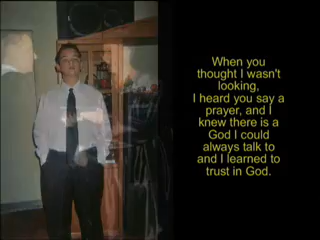 When you
thought I wasn't
looking,
I heard you say a
prayer, and I
knew there is a
God I could
always talk to
and I learned to
trust in God.